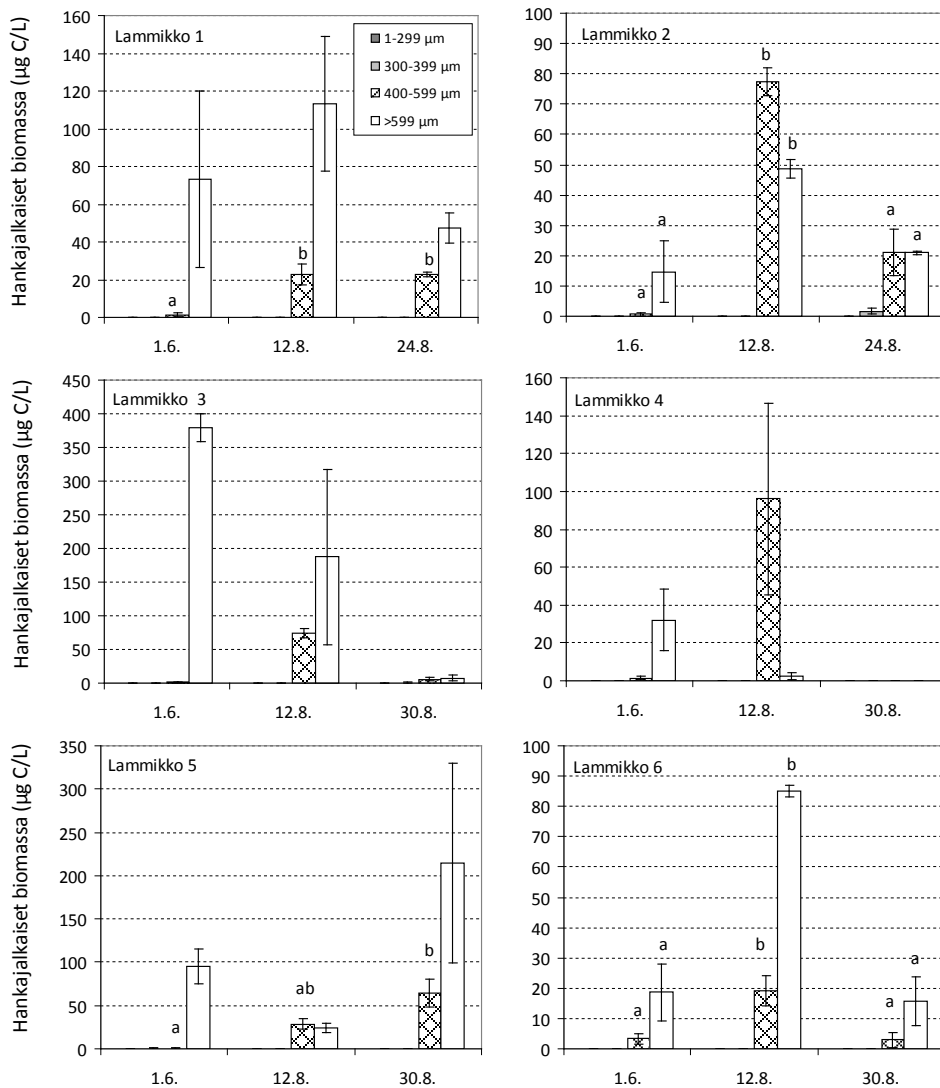 Hankajalkaiset biomassa (µg C/L)
160
140
120
100
80
60
40
20
0
Lammikko 1
1-299 µm
300-399 µm
400-599 µm
>599 µm
a
b
b
1.6.
12.8.
24.8.
100
90
80
70
60
50
40
30
20
10
0
Lammikko 2
a
a
b
b
a
a
1.6.
12.8.
24.8.
Hankajalkaiset biomassa (µg C/L)
450
400
350
300
250
200
150
100
50
0
Lammikko 3
1.6.
12.8.
30.8.
160
140
120
100
80
60
40
20
0
Lammikko 4
1.6.
12.8.
30.8.
Hankajalkaiset biomassa (µg C/L)
350
300
250
200
150
100
50
0
Lammikko 5
a
ab
b
1.6.
12.8.
30.8.
100
90
80
70
60
50
40
30
20
10
0
Lammikko 6
a
a
b
b
a
a
1.6.
12.8.
30.8.